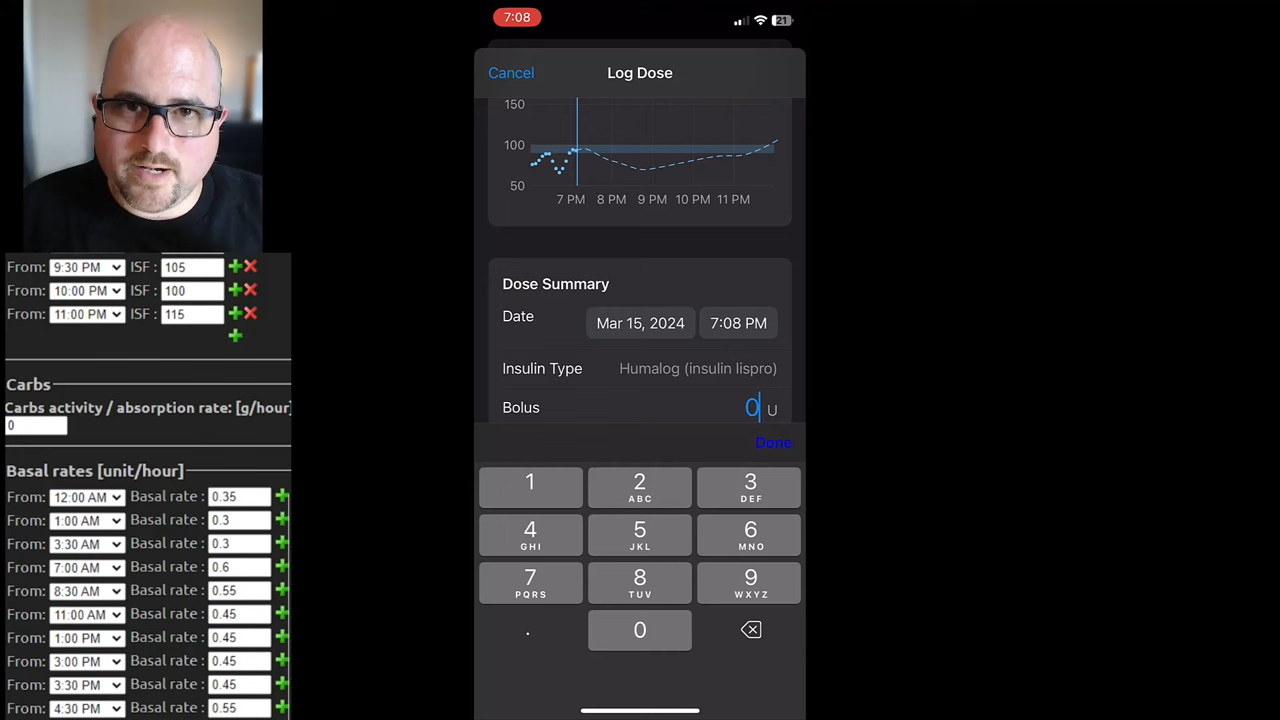 7:08
21
Cancel
Log Dose
150
100
50
7 PM 8 PM 9 PM 10 PM 11 PM
Dose Summary
Date Mar 15, 2024 7:08 PM
Insulin Type Humalog (insulin lispro)
Bolus 0 U
Done
1
2 ABC
3 DEF
4 GHI
5 JKL
6 MNO
7 PQRS
8 TUV
9 WXYZ
.
0
From: 9:30 PM ISF : 105
From: 10:00 PM ISF : 100
From: 11:00 PM ISF : 115
Carbs
Carbs activity / absorption rate: [g/hour]
0
Basal rates [unit/hour]
From: 12:00 AM Basal rate : 0.35
From: 1:00 AM Basal rate : 0.3
From: 3:30 AM Basal rate : 0.3
From: 7:00 AM Basal rate : 0.6
From: 8:30 AM Basal rate : 0.55
From: 11:00 AM Basal rate : 0.45
From: 1:00 PM Basal rate : 0.45
From: 3:00 PM Basal rate : 0.45
From: 3:30 PM Basal rate : 0.45
From: 4:30 PM Basal rate : 0.55